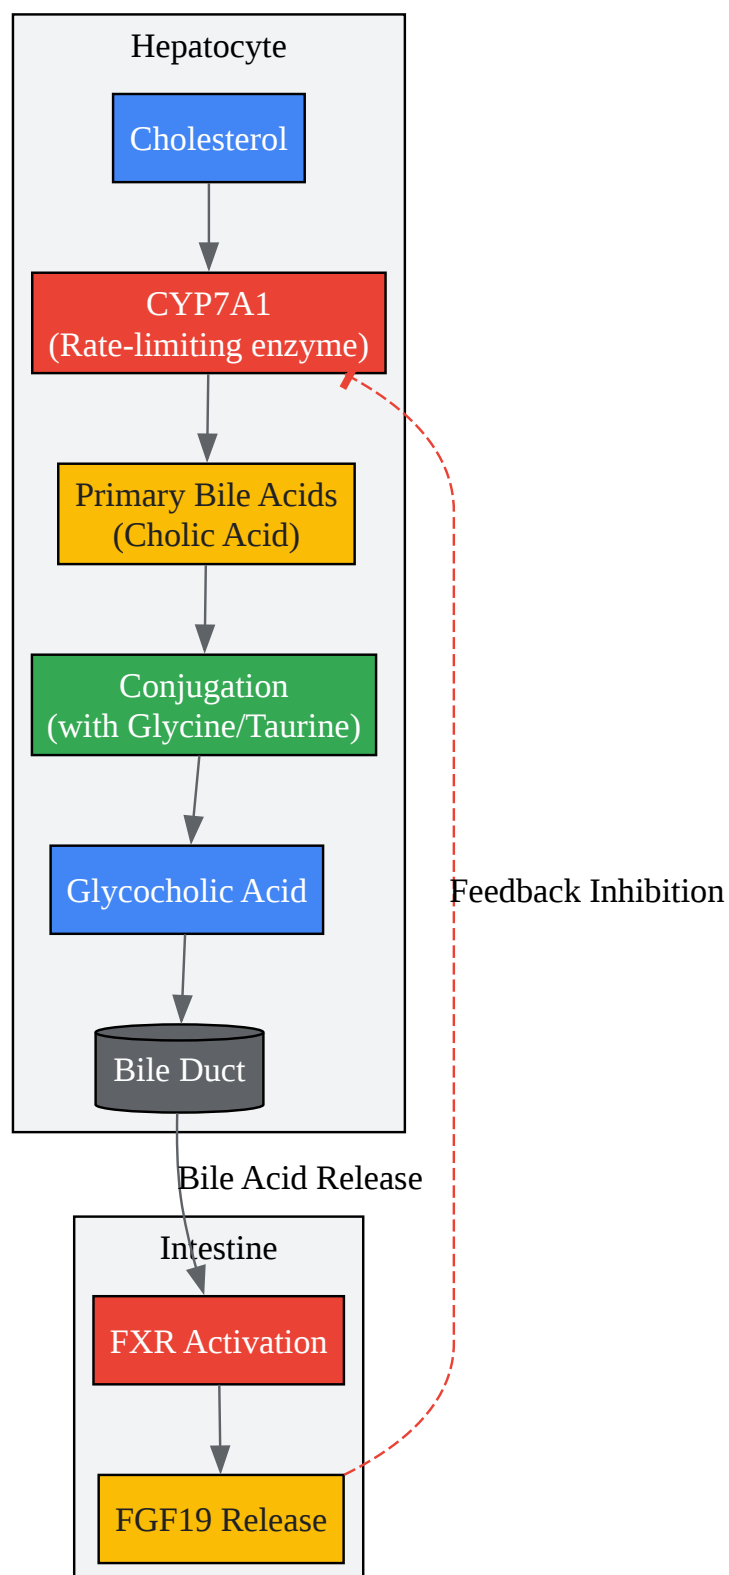 Hepatocyte
Cholesterol
CYP7A1
(Rate-limiting enzyme)
Primary Bile Acids
(Cholic Acid)
Conjugation
(with Glycine/Taurine)
Glycocholic Acid
Feedback Inhibition
Bile Duct
Bile Acid Release
Intestine
FXR Activation
FGF19 Release